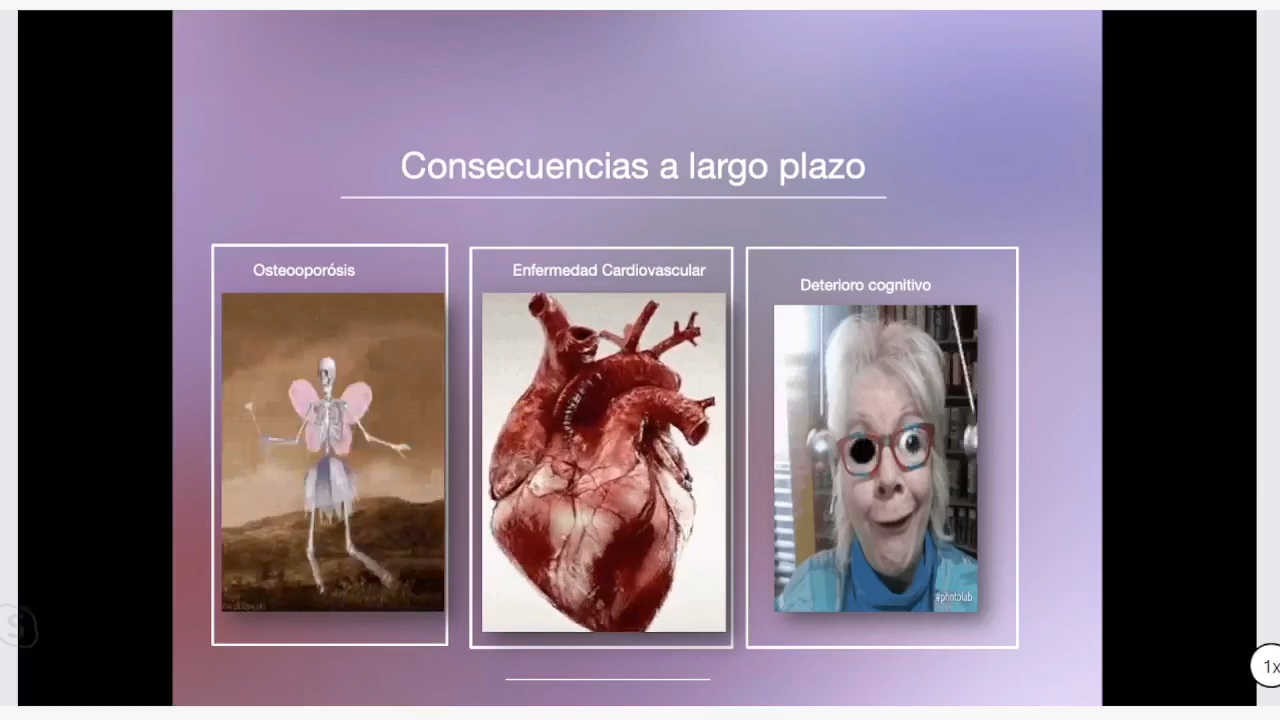 Consecuencias a largo plazo
Osteooporósis
Enfermedad Cardiovascular
Deterioro cognitivo
#photolab
S
1x